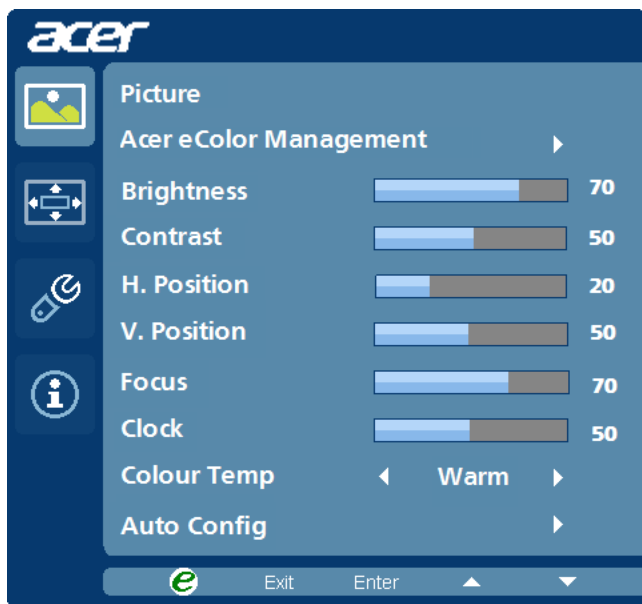 acer
Picture
Acer eColor Management
Brightness 70
Contrast 50
H. Position 20
V. Position 50
Focus 70
Clock 50
Colour Temp Warm
Auto Config
e Exit Enter